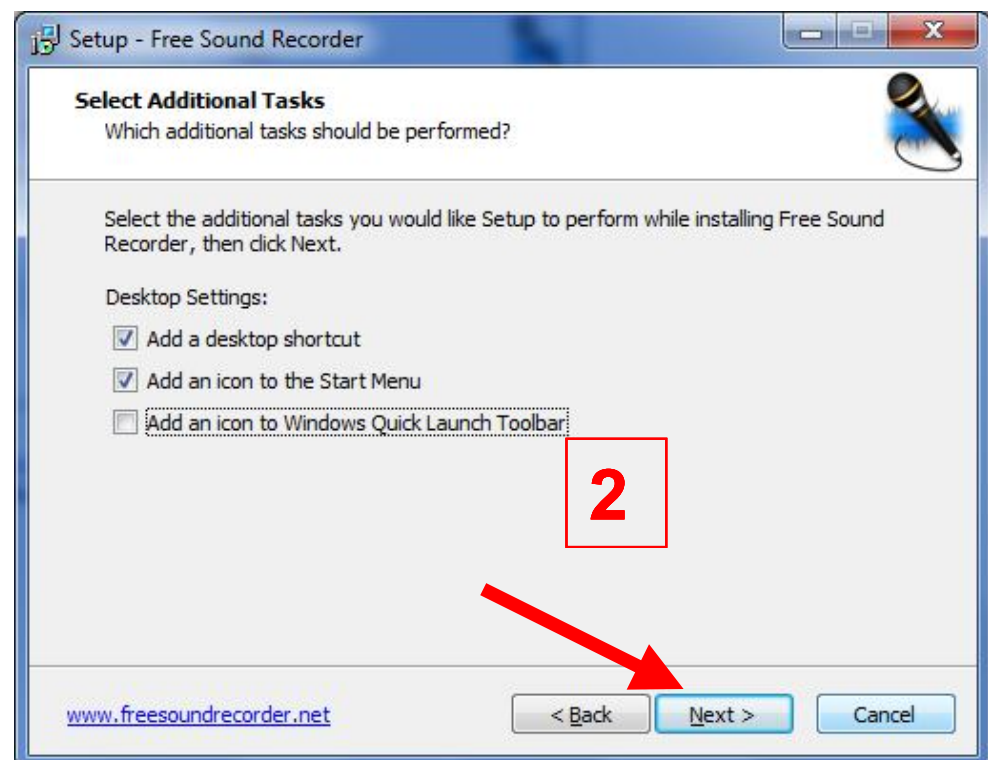 Setup - Free Sound Recorder
Select Additional Tasks
Which additional tasks should be performed?
Select the additional tasks you would like Setup to perform while installing Free Sound
Recorder, then click Next.
Desktop Settings:
Add a desktop shortcut
Add an icon to the Start Menu
Add an icon to Windows Quick Launch Toolbar
2
www.freesoundrecorder.net
< Back
Next >
Cancel